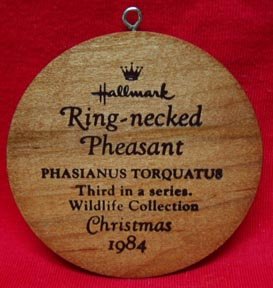 Hallmark
Ring-necked
Pheasant
PHASIANUS TORQUATUS
Third in a series.
Wildlife Collection
Christmas
1984